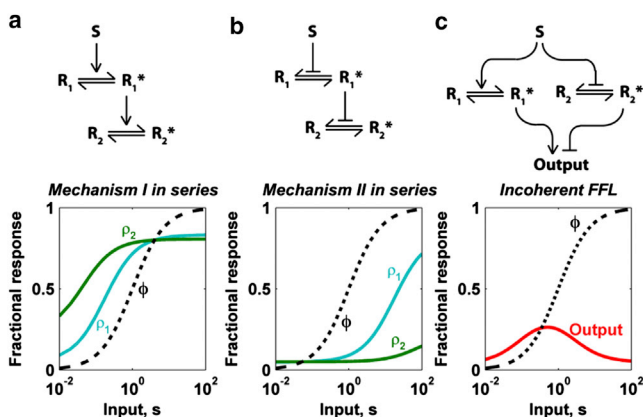 a
S
R₁ R₁*
R₂ R₂*
Mechanism I in series
Fractional response
1
0.5
0
ρ₂
ρ₁
ϕ
10⁻² 10⁰ 10²
Input, s
b
S
R₁ R₁*
R₂ R₂*
Mechanism II in series
Fractional response
1
0.5
0
ρ₁
ϕ
ρ₂
10⁻² 10⁰ 10²
Input, s
c
S
R₁ R₁* R₂ R₂*
Output
Incoherent FFL
Fractional response
1
0.5
0
ϕ
Output
10⁻² 10⁰ 10²
Input, s